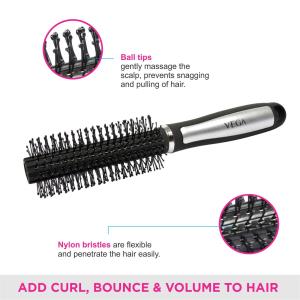 Ball tips
gently massage the
scalp, prevents snagging
and pulling of hair.
VEGA
Nylon bristles are flexible
and penetrate the hair easily.
ADD CURL, BOUNCE & VOLUME TO HAIR